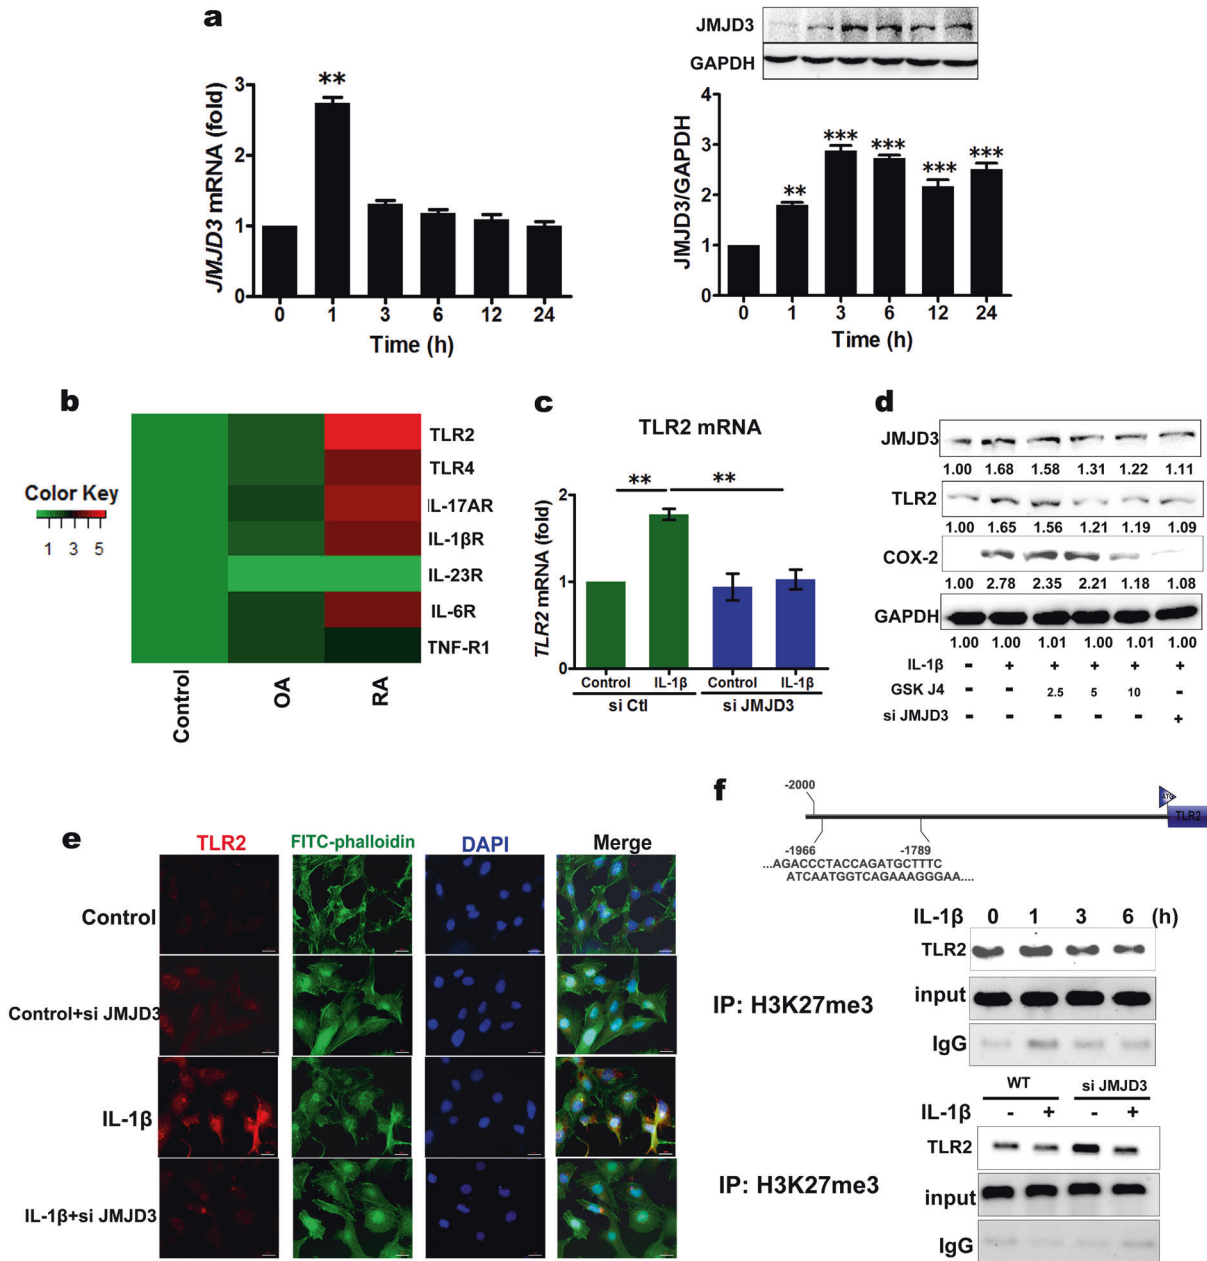 a
JMJD3 mRNA (fold)
3
2
1
0
**
0 1 3 6 12 24
Time (h)
JMJD3
GAPDH
JMJD3/GAPDH
4
3
2
1
0
** *** *** *** ***
0 1 3 6 12 24
Time (h)
b
Color Key
1 3 5
TLR2
TLR4
IL-17AR
IL-1βR
IL-23R
IL-6R
TNF-R1
Control OA RA
c
TLR2 mRNA
TLR2 mRNA (fold)
2
1
0
** **
Control IL-1β Control IL-1β
si Ctl si JMJD3
d
JMJD3
1.00 1.68 1.58 1.31 1.22 1.11
TLR2
1.00 1.65 1.56 1.21 1.19 1.09
COX-2
1.00 2.78 2.35 2.21 1.18 1.08
GAPDH
1.00 1.00 1.01 1.00 1.01 1.00
IL-1β - + + + + +
GSK J4 - - 2.5 5 10 -
si JMJD3 - - - - - +
e
TLR2 FITC-phalloidin DAPI Merge
Control
Control+si JMJD3
IL-1β
IL-1β+si JMJD3
f
-2000
ATG
TLR2
-1966 -1789
...AGACCCTACCAGATGCTTTC
ATCAATGGTCAGAAAGGGAA....
IL-1β 0 1 3 6 (h)
TLR2
IP: H3K27me3
input
IgG
WT si JMJD3
IL-1β - + - +
TLR2
IP: H3K27me3
input
IgG